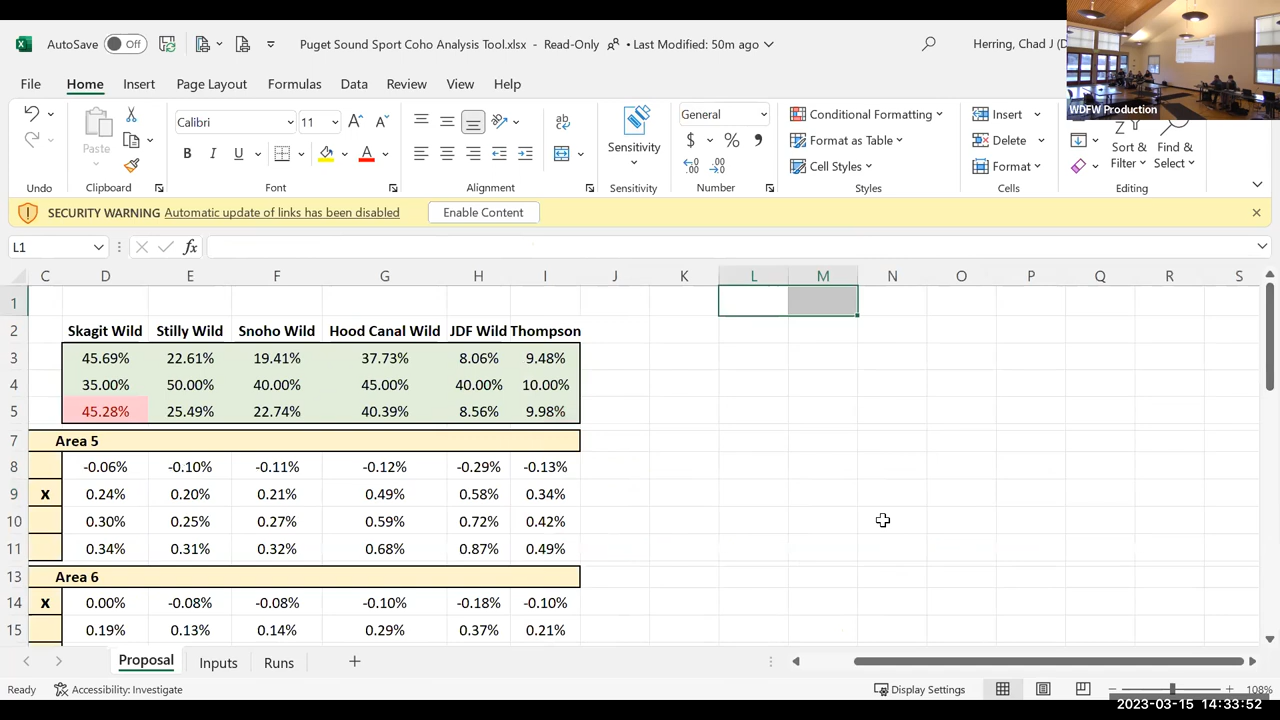 AutoSave Off Puget Sound Sport Coho Analysis Tool.xlsx - Read-Only • Last Modified: 50m ago Herring, Chad J (D
WDFW Production
File Home Insert Page Layout Formulas Data Review View Help
Undo
Paste
Clipboard
Calibri 11
B I U
Font
Alignment
Sensitivity
Sensitivity
General
$ % ,
Number
Conditional Formatting
Format as Table
Cell Styles
Styles
Insert
Delete
Format
Cells
Sort & Filter
Find & Select
Editing
SECURITY WARNING Automatic update of links has been disabled Enable Content
L1 fx
C D E F G H I J K L M N O P Q R S
1
2 Skagit Wild Stilly Wild Snoho Wild Hood Canal Wild JDF Wild Thompson
3 45.69% 22.61% 19.41% 37.73% 8.06% 9.48%
4 35.00% 50.00% 40.00% 45.00% 40.00% 10.00%
5 45.28% 25.49% 22.74% 40.39% 8.56% 9.98%
7 Area 5
8 -0.06% -0.10% -0.11% -0.12% -0.29% -0.13%
9 X 0.24% 0.20% 0.21% 0.49% 0.58% 0.34%
10 0.30% 0.25% 0.27% 0.59% 0.72% 0.42%
11 0.34% 0.31% 0.32% 0.68% 0.87% 0.49%
13 Area 6
14 X 0.00% -0.08% -0.08% -0.10% -0.18% -0.10%
15 0.19% 0.13% 0.14% 0.29% 0.37% 0.21%
Proposal Inputs Runs
Ready Accessibility: Investigate Display Settings 108%
2023-03-15 14:33:52